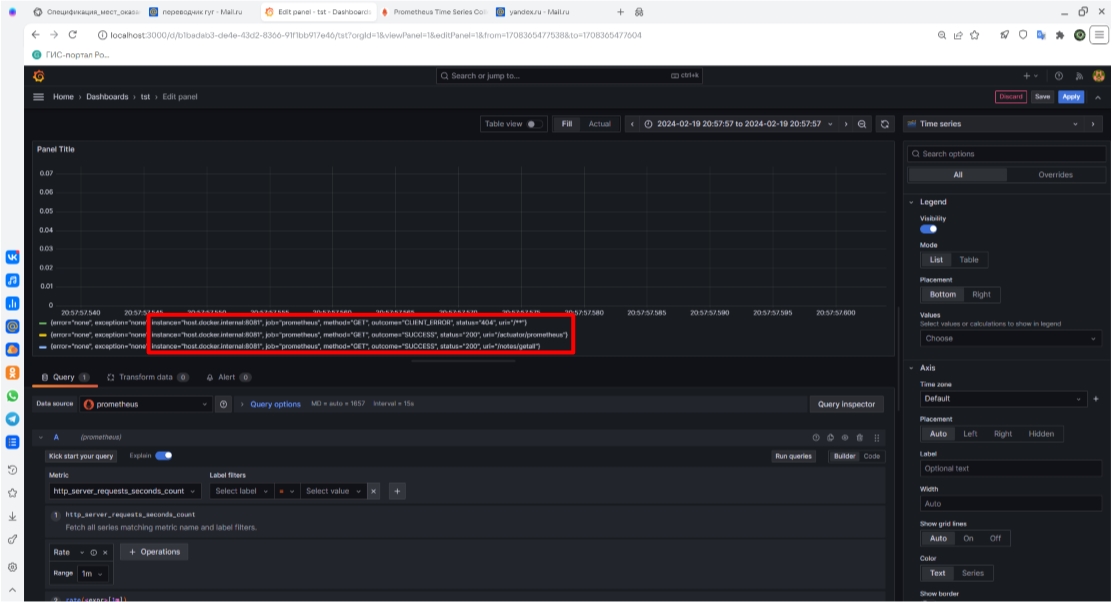 Спецификация_мест_оказа
переводчик гуг - Mail.ru
Edit panel - tst - Dashboards
Prometheus Time Series Coll
yandex.ru - Mail.ru
localhost:3000/d/b1badab3-de4e-43d2-8366-91f1bb917e46/tst?orgId=1&viewPanel=1&editPanel=1&from=1708365477538&to=1708365477604
ГИС-портал Ро...
Search or jump to...
ctrl+k
Home › Dashboards › tst › Edit panel
Discard
Save
Apply
Table view
Fill
Actual
2024-02-19 20:57:57 to 2024-02-19 20:57:57
Time series
Panel Title
0.07
0.06
0.05
0.04
0.03
0.02
0.01
0
20:57:57.540
20:57:57.545
20:57:57.550
20:57:57.555
20:57:57.560
20:57:57.565
20:57:57.570
20:57:57.575
20:57:57.580
20:57:57.585
20:57:57.590
20:57:57.595
20:57:57.600
{error="none", exception="none", instance="host.docker.internal:8081", job="prometheus", method="GET", outcome="CLIENT_ERROR", status="404", uri="/**"}
{error="none", exception="none", instance="host.docker.internal:8081", job="prometheus", method="GET", outcome="SUCCESS", status="200", uri="/actuator/prometheus"}
{error="none", exception="none", instance="host.docker.internal:8081", job="prometheus", method="GET", outcome="SUCCESS", status="200", uri="/notes/getall"}
Search options
All
Overrides
Legend
Visibility
Mode
List
Table
Placement
Bottom
Right
Values
Select values or calculations to show in legend
Choose
Axis
Time zone
Default
Placement
Auto
Left
Right
Hidden
Label
Optional text
Width
Auto
Show grid lines
Auto
On
Off
Color
Text
Series
Show border
Query 1
Transform data 0
Alert 0
Data source
prometheus
Query options
MD = auto = 1657
Interval = 15s
Query inspector
A
(prometheus)
Kick start your query
Explain
Run queries
Builder
Code
Metric
Label filters
http_server_requests_seconds_count
Select label
=
Select value
1 http_server_requests_seconds_count
Fetch all series matching metric name and label filters.
Rate
+ Operations
Range
1m
2 rate(<expr>[1m])